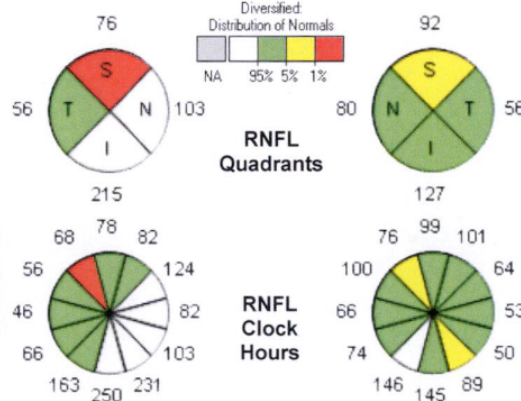 Diversified:
Distribution of Normals
NA 95% 5% 1%
76
S
56 T N 103
I
215
RNFL
Quadrants
92
S
80 N T 56
I
127
78
68 82
56 124
46 82
66 103
163 231
250
RNFL
Clock
Hours
99
76 101
100 64
66 53
74 50
146 89
145